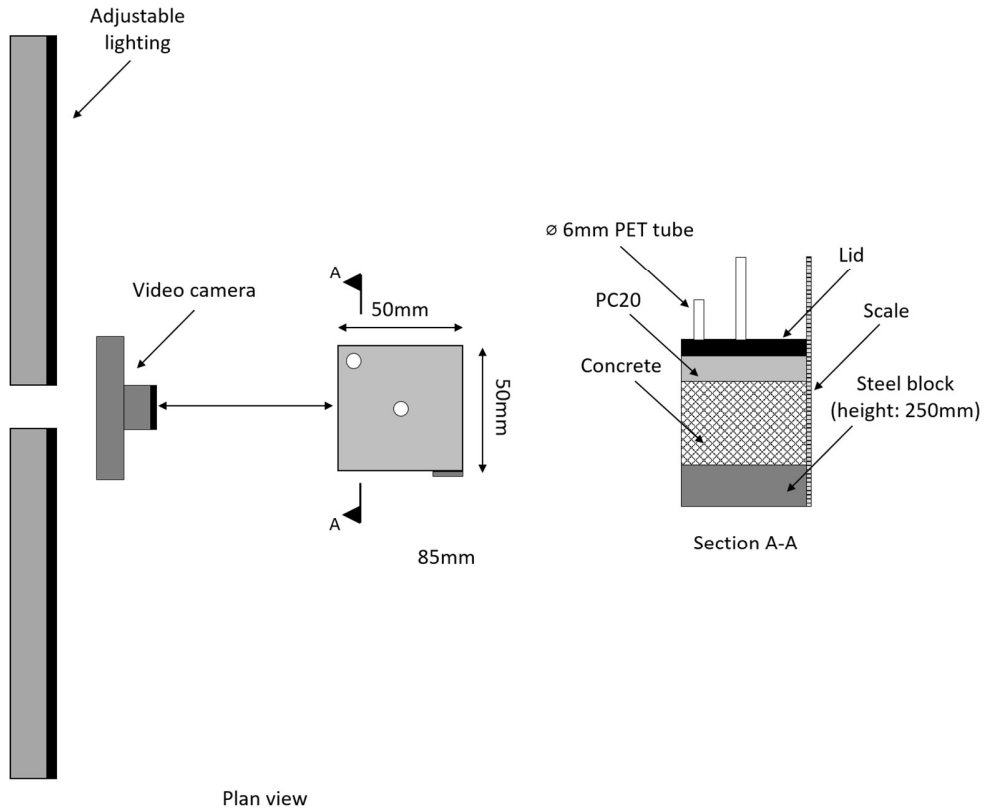 Adjustable
lighting
Video camera
A
50mm
50mm
A
85mm
Plan view
⌀ 6mm PET tube
Lid
PC20
Scale
Concrete
Steel block
(height: 250mm)
Section A-A